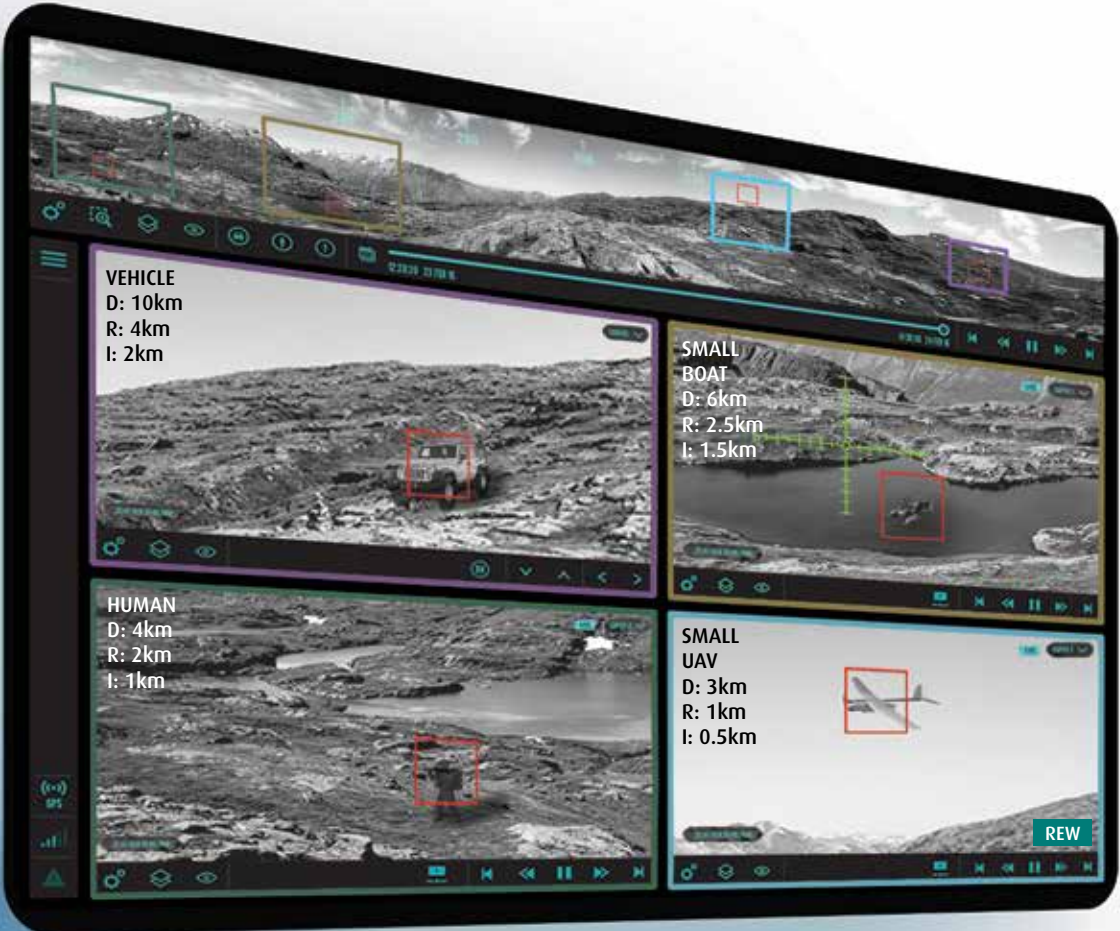 VEHICLE
D: 10km
R: 4km
I: 2km
SMALL
BOAT
D: 6km
R: 2.5km
I: 1.5km
HUMAN
D: 4km
R: 2km
I: 1km
SMALL
UAV
D: 3km
R: 1km
I: 0.5km
GPS
REW